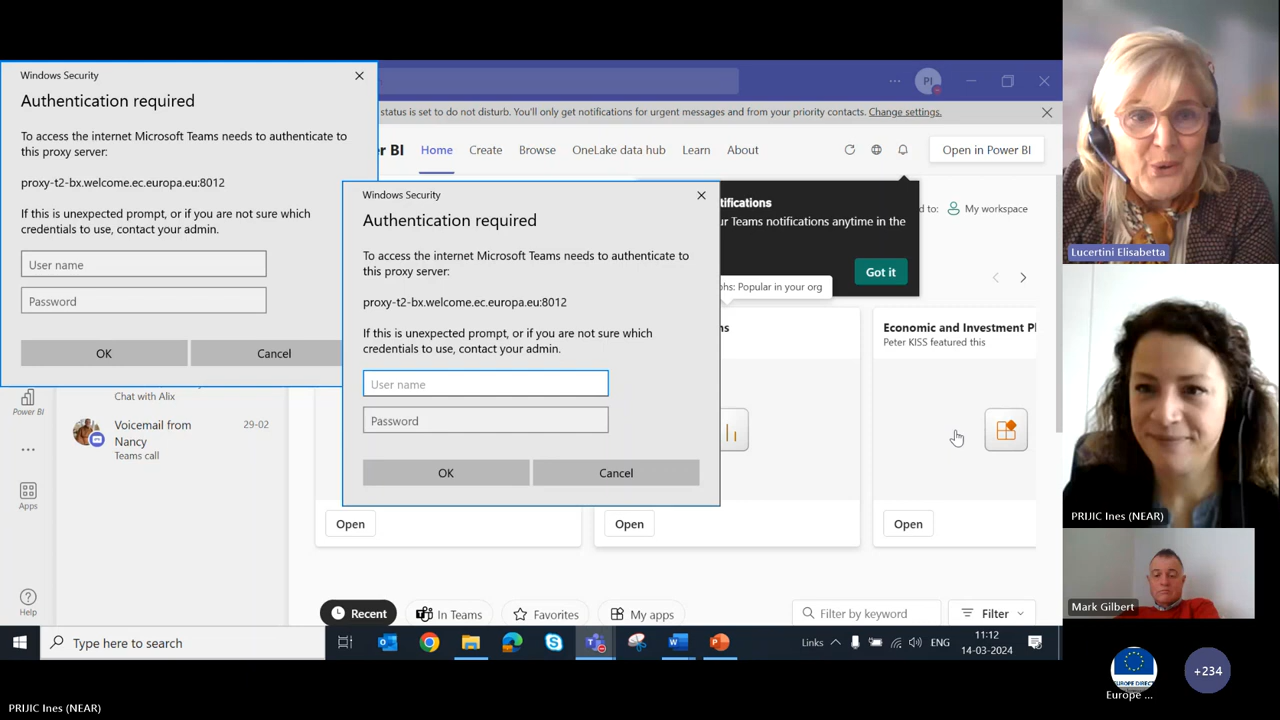 Windows Security
Authentication required
To access the internet Microsoft Teams needs to authenticate to
this proxy server:
proxy-t2-bx.welcome.ec.europa.eu:8012
If this is unexpected prompt, or if you are not sure which
credentials to use, contact your admin.
User name
Password
OK
Cancel
PI
status is set to do not disturb. You'll only get notifications for urgent messages and from your priority contacts. Change settings.
er BI
Home
Create
Browse
OneLake data hub
Learn
About
Open in Power BI
Windows Security
Authentication required
To access the internet Microsoft Teams needs to authenticate to
this proxy server:
proxy-t2-bx.welcome.ec.europa.eu:8012
If this is unexpected prompt, or if you are not sure which
credentials to use, contact your admin.
User name
Password
OK
Cancel
tifications
ur Teams notifications anytime in the
Got it
d to:
My workspace
phs: Popular in your org
ns
Economic and Investment Pl
Peter KISS featured this
Power BI
Chat with Alix
Voicemail from
Nancy
29-02
Teams call
Apps
Help
Open
Open
Open
Recent
In Teams
Favorites
My apps
Filter by keyword
Filter
Type here to search
Links
ENG
11:12
14-03-2024
Lucertini Elisabetta
PRIJIC Ines (NEAR)
Mark Gilbert
EUROPE DIRECT
Europe ...
+234
PRIJIC Ines (NEAR)